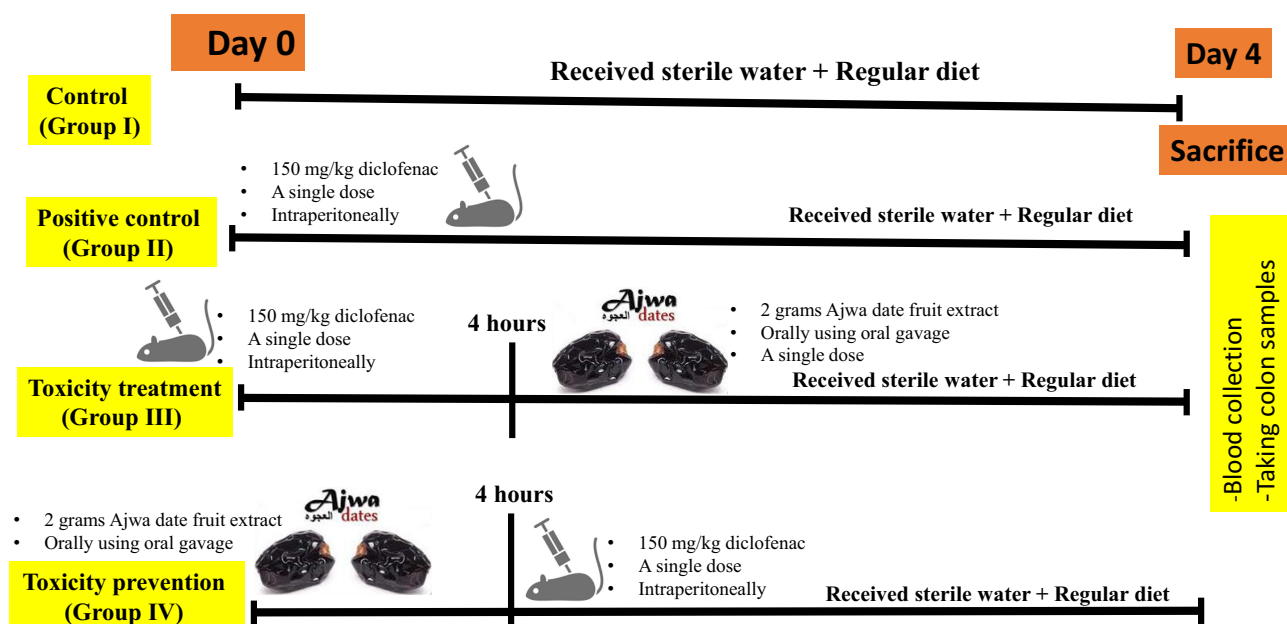 Day 0
Day 4
Received sterile water + Regular diet
Control
(Group I)
Sacrifice
• 150 mg/kg diclofenac
• A single dose
• Intraperitoneally
Positive control
(Group II)
Received sterile water + Regular diet
-Blood collection
-Taking colon samples
• 150 mg/kg diclofenac
• A single dose
• Intraperitoneally
4 hours
Ajwa
العجوه dates
• 2 grams Ajwa date fruit extract
• Orally using oral gavage
• A single dose
Toxicity treatment
(Group III)
Received sterile water + Regular diet
• 2 grams Ajwa date fruit extract
• Orally using oral gavage
Ajwa
العجوه dates
4 hours
• 150 mg/kg diclofenac
• A single dose
• Intraperitoneally
Toxicity prevention
(Group IV)
Received sterile water + Regular diet